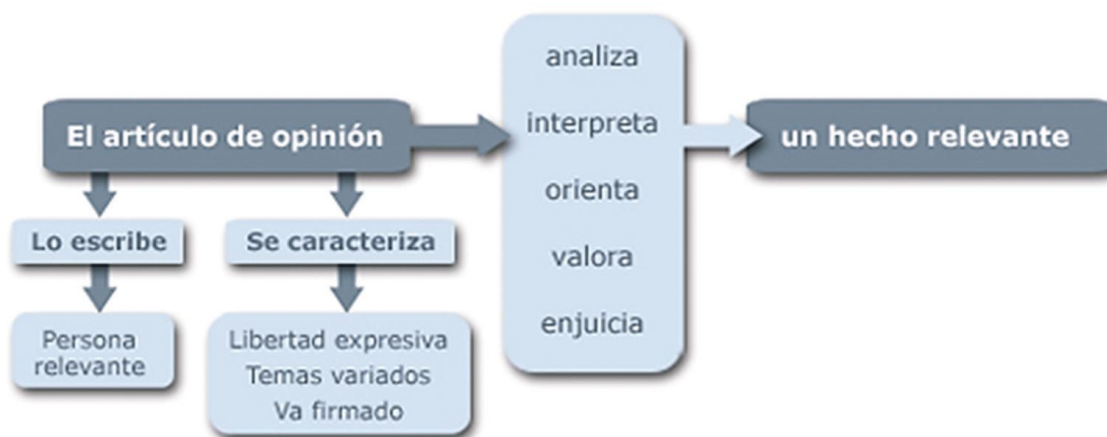 El artículo de opinión
Lo escribe
Persona
relevante
Se caracteriza
Libertad expresiva
Temas variados
Va firmado
analiza
interpreta
orienta
valora
enjuicia
un hecho relevante